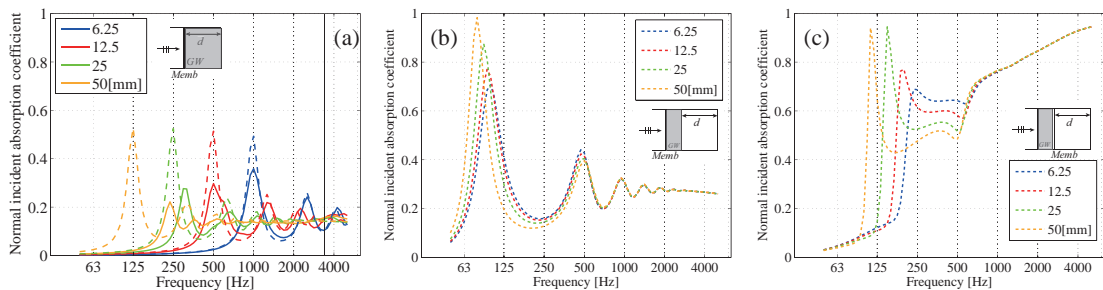 Normal incident absorption coefficient
1
0.8
0.6
0.4
0.2
0
6.25
12.5
25
50[mm]
d
GW
Memb
(a)
63 125 250 500 1000 2000 4000
Frequency [Hz]
Normal incident absorption coefficient
1
0.8
0.6
0.4
0.2
0
(b)
6.25
12.5
25
50[mm]
d
GW
Memb
63 125 250 500 1000 2000 4000
Frequency [Hz]
Normal incident absorption coefficient
1
0.8
0.6
0.4
0.2
0
(c)
d
GW
Memb
6.25
12.5
25
50[mm]
63 125 250 500 1000 2000 4000
Frequency [Hz]